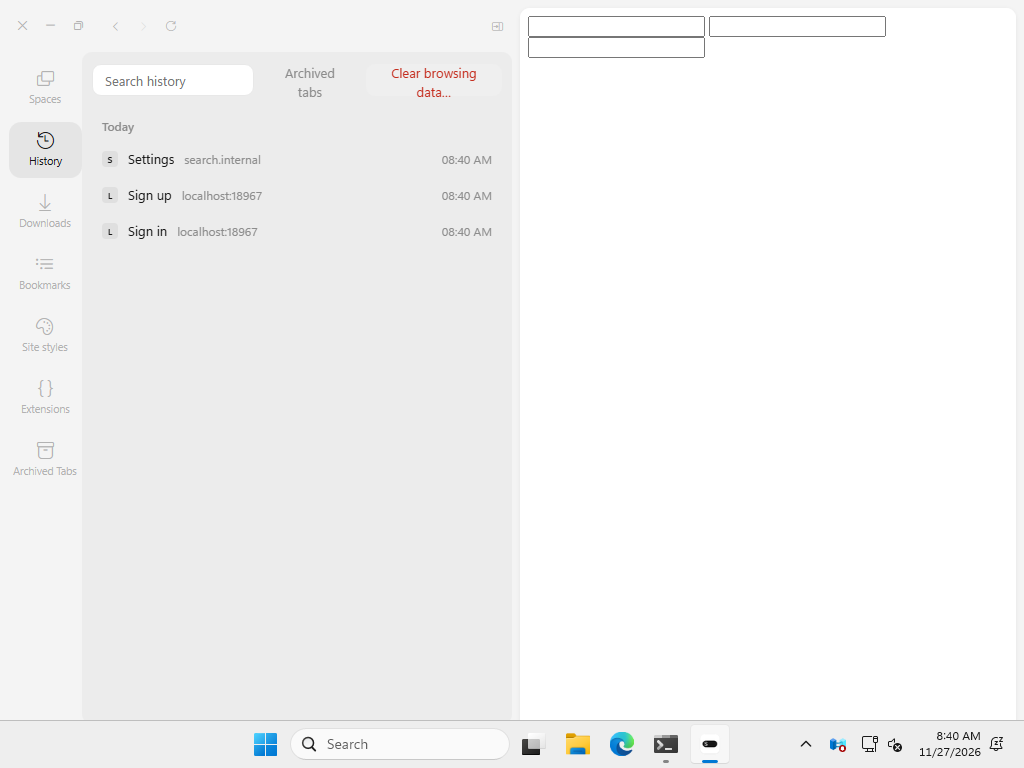 Spaces
History
Downloads
Bookmarks
Site styles
Extensions
Archived Tabs
Search history
Archived
tabs
Clear browsing
data...
Today
S Settings search.internal 08:40 AM
L Sign up localhost:18967 08:40 AM
L Sign in localhost:18967 08:40 AM
Search
8:40 AM
11/27/2026